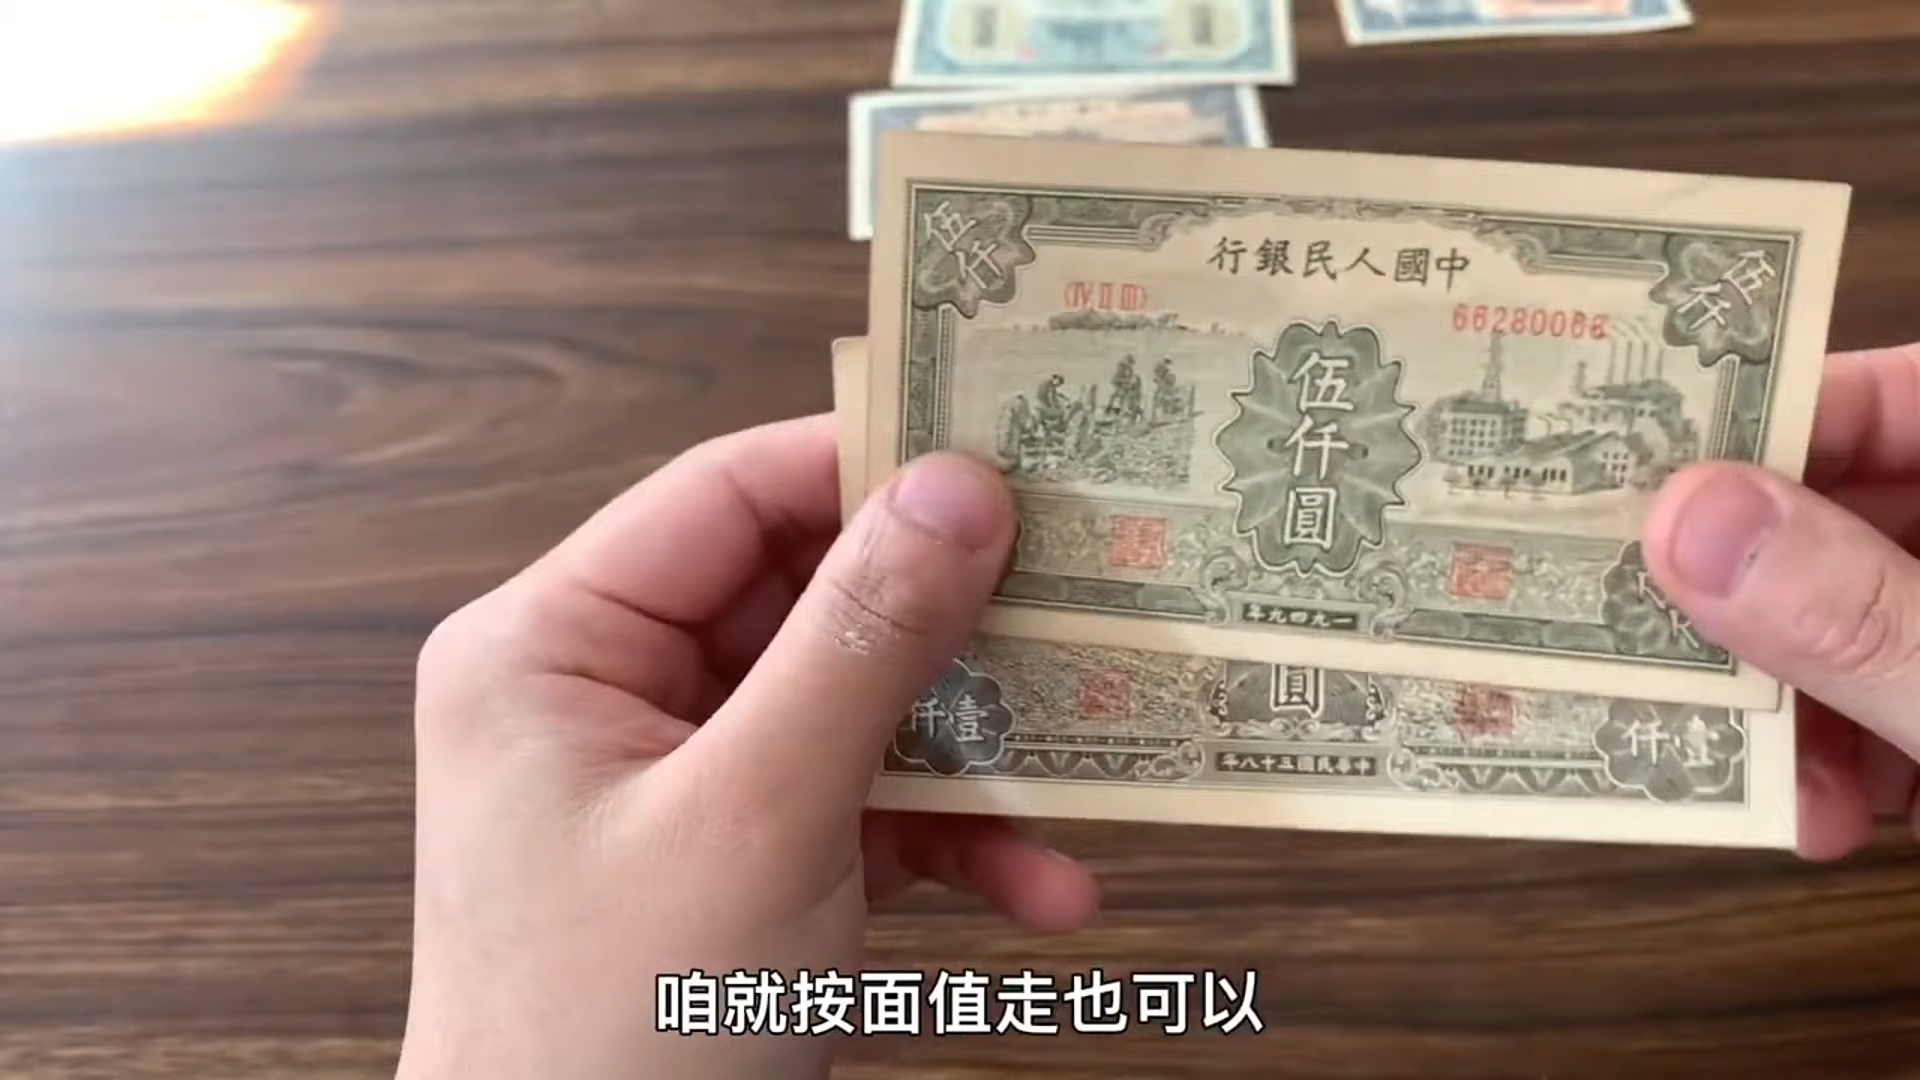 行銀民人國中
伍仟
伍仟
(Ⅳ Ⅱ Ⅲ)
伍仟圓
年九四九一
圓
仟壹
仟壹
年八十三國民華中
咱就按面值走也可以